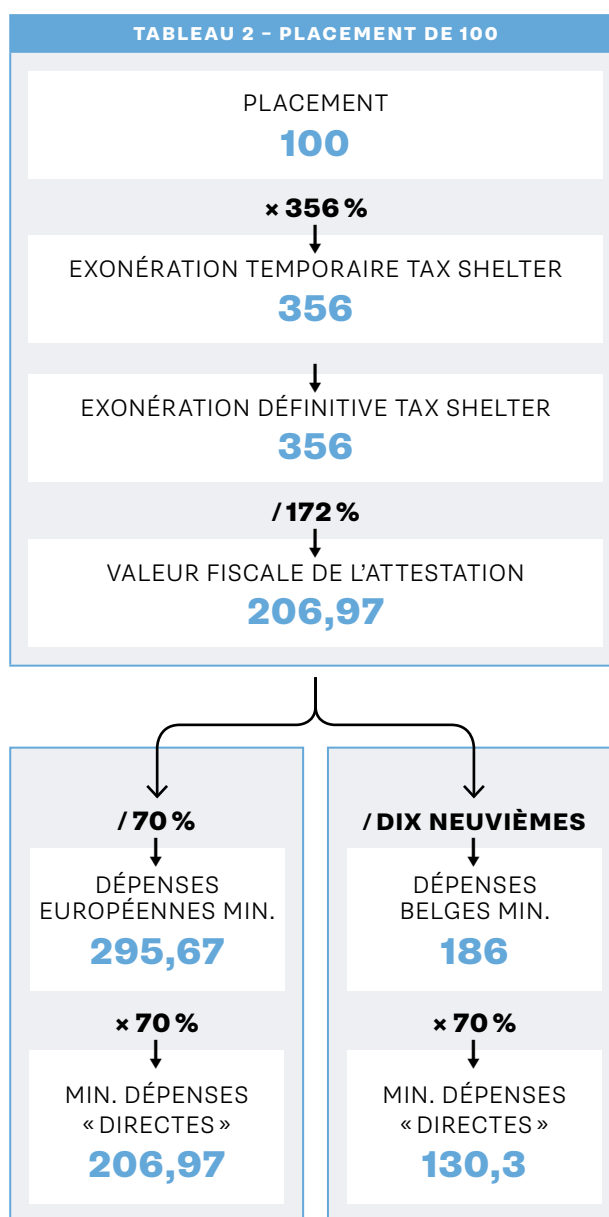 TABLEAU 2 – PLACEMENT DE 100
PLACEMENT
100
× 356 %
EXONÉRATION TEMPORAIRE TAX SHELTER
356
EXONÉRATION DÉFINITIVE TAX SHELTER
356
/ 172 %
VALEUR FISCALE DE L’ATTESTATION
206,97
/ 70 %
DÉPENSES
EUROPÉENNES MIN.
295,67
× 70 %
MIN. DÉPENSES
« DIRECTES »
206,97
/ DIX NEUVIÈMES
DÉPENSES
BELGES MIN.
186
× 70 %
MIN. DÉPENSES
« DIRECTES »
130,3